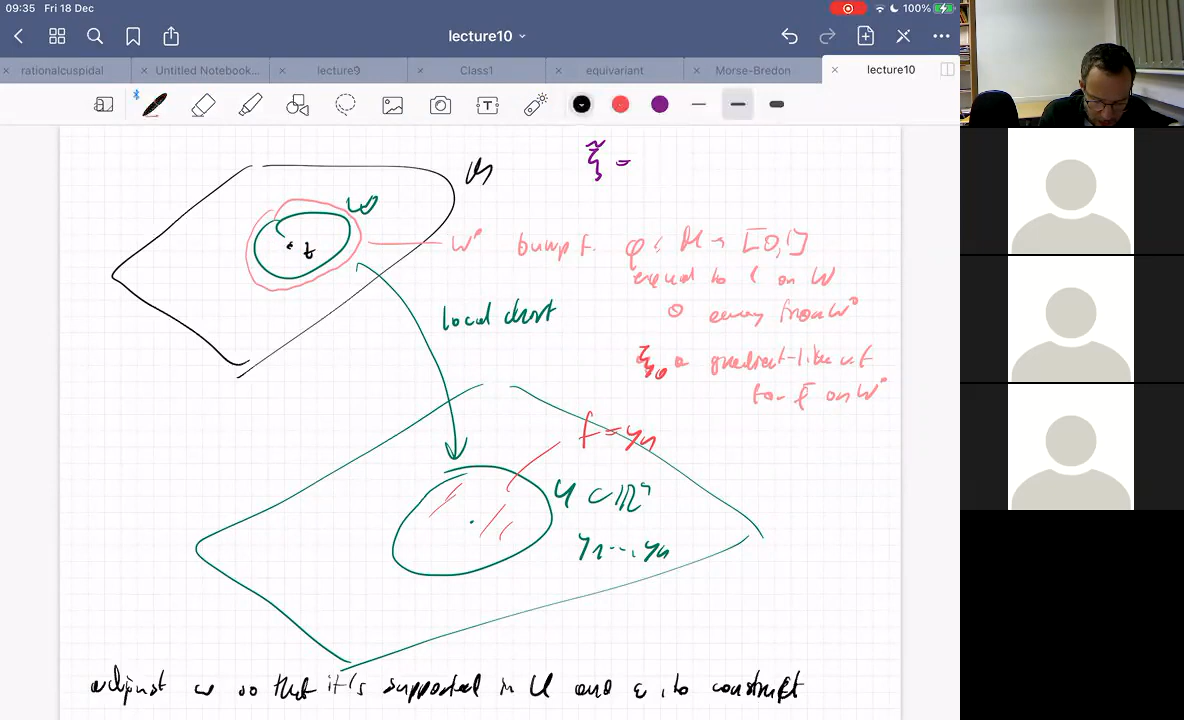 09:35 Fri 18 Dec
100%
lecture10
rationalcuspidal
Untitled Notebook...
lecture9
Class1
equivariant
Morse-Bredon
lecture10
ξ̃ =
M
W
z
W° bump f. φ: M → [0,1]
equal to 1 on W
0 away from W°
local chart
ξ₀ a gradient-like vf
for f on W°
f = yₙ
U ⊂ ℝⁿ
y₁ ... yₙ
adjust w so that it's supported in U and to construct